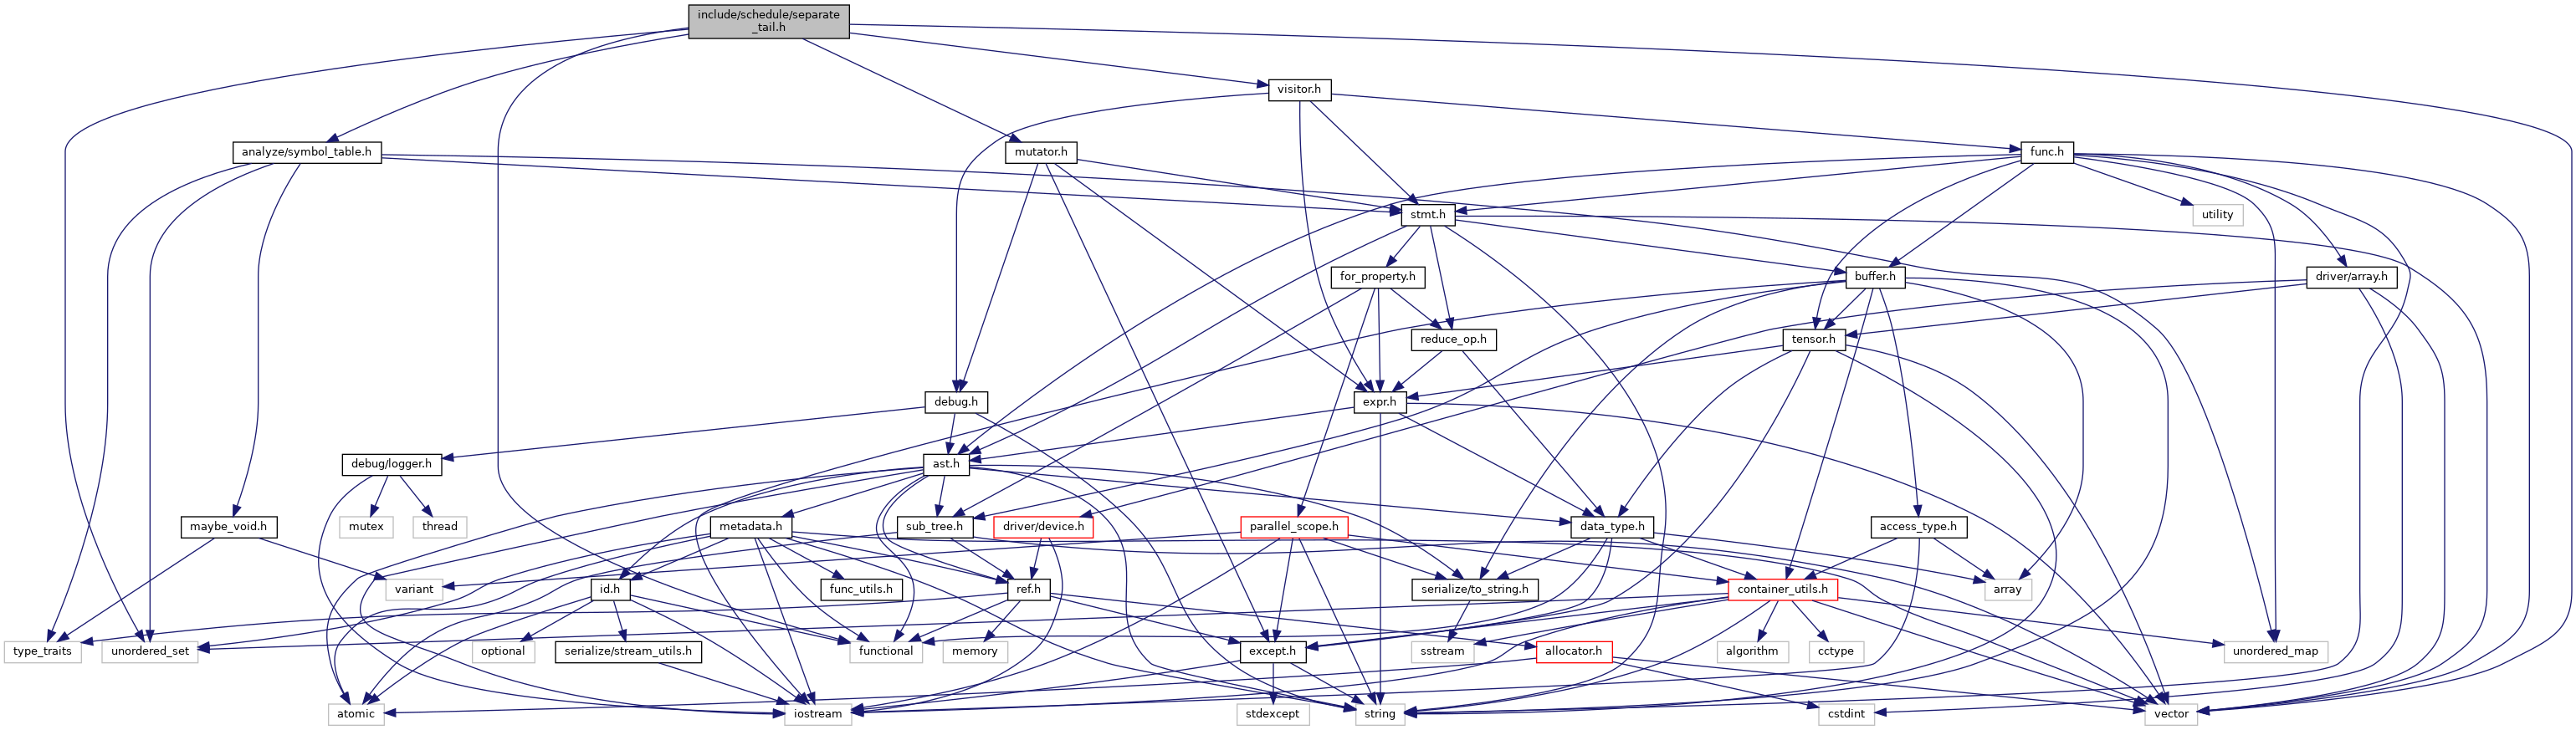 include/schedule/separate
_tail.h
visitor.h
analyze/symbol_table.h
mutator.h
func.h
stmt.h
utility
for_property.h
buffer.h
driver/array.h
reduce_op.h
tensor.h
debug.h
expr.h
debug/logger.h
ast.h
maybe_void.h
mutex
thread
metadata.h
sub_tree.h
driver/device.h
parallel_scope.h
data_type.h
access_type.h
variant
id.h
func_utils.h
ref.h
serialize/to_string.h
container_utils.h
array
type_traits
unordered_set
optional
serialize/stream_utils.h
functional
memory
except.h
sstream
allocator.h
algorithm
cctype
unordered_map
atomic
iostream
stdexcept
string
cstdint
vector